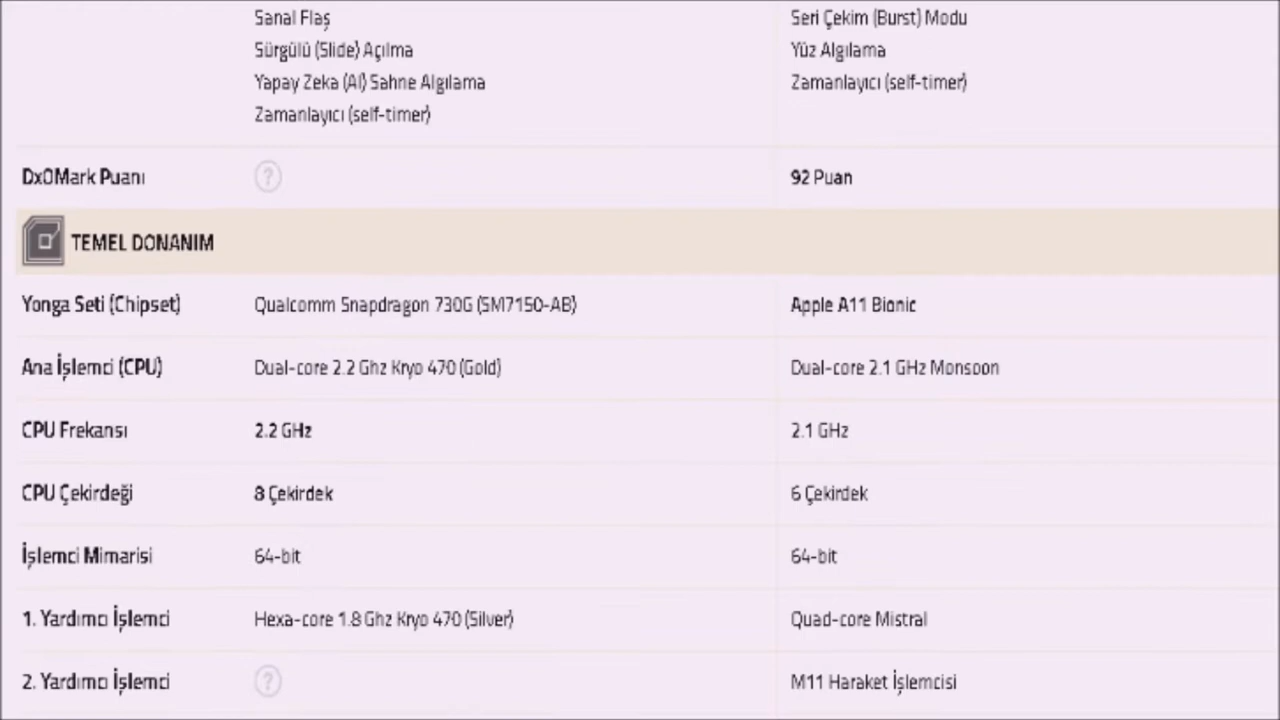 Sanal Flaş
Sürgülü (Slide) Açılma
Yapay Zeka (AI) Sahne Algılama
Zamanlayıcı (self-timer)
Seri Çekim (Burst) Modu
Yüz Algılama
Zamanlayıcı (self-timer)
DxOMark Puanı ? 92 Puan
TEMEL DONANIM
Yonga Seti (Chipset) Qualcomm Snapdragon 730G (SM7150-AB) Apple A11 Bionic
Ana İşlemci (CPU) Dual-core 2.2 Ghz Kryo 470 (Gold) Dual-core 2.1 GHz Monsoon
CPU Frekansı 2.2 GHz 2.1 GHz
CPU Çekirdeği 8 Çekirdek 6 Çekirdek
İşlemci Mimarisi 64-bit 64-bit
1. Yardımcı İşlemci Hexa-core 1.8 Ghz Kryo 470 (Silver) Quad-core Mistral
2. Yardımcı İşlemci ? M11 Haraket İşlemcisi